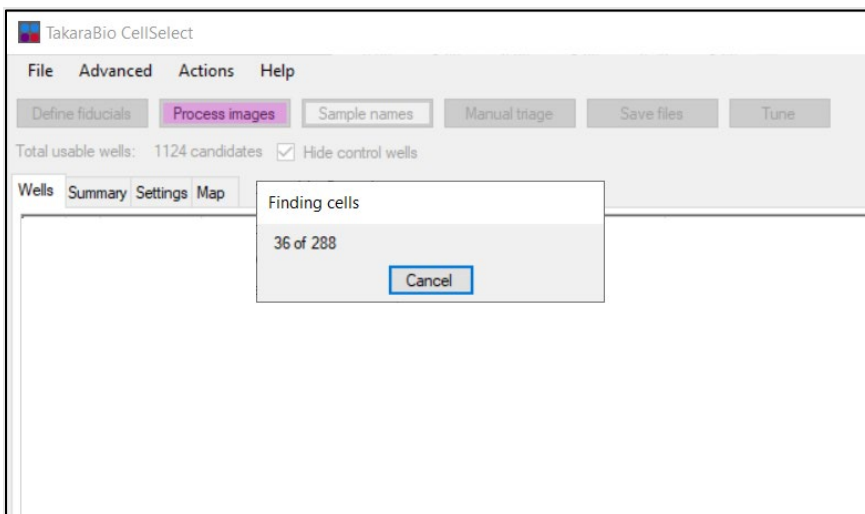 TakaraBio CellSelect
File Advanced Actions Help
Define fiducials Process images Sample names Manual triage Save files Tune
Total usable wells: 1124 candidates Hide control wells
Wells Summary Settings Map
Finding cells
36 of 288
Cancel